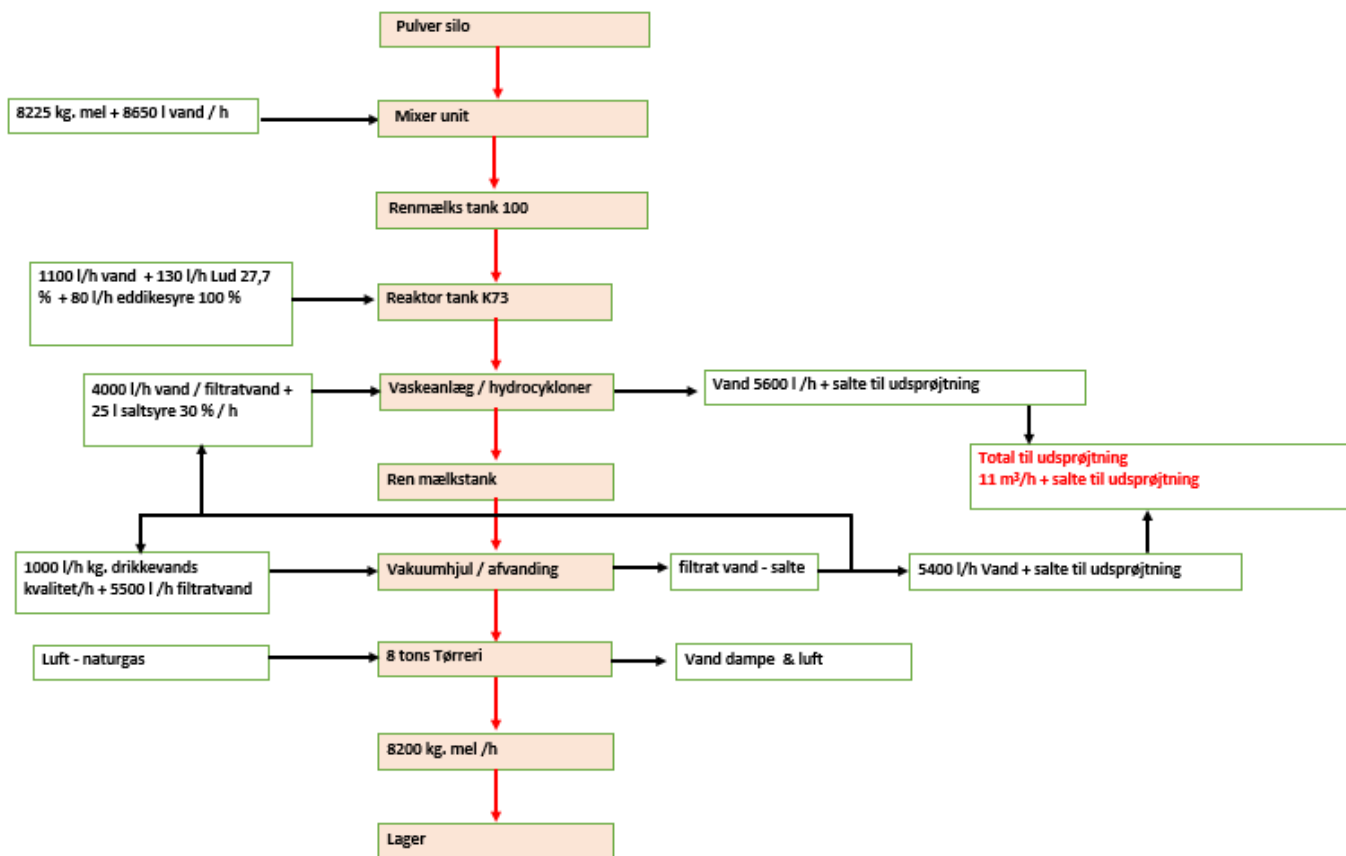 Pulver silo
8225 kg. mel + 8650 l vand / h
Mixer unit
Renmælks tank 100
1100 l/h vand + 130 l/h Lud 27,7
% + 80 l/h eddikesyre 100 %
Reaktor tank K73
4000 l/h vand / filtratvand +
25 l saltsyre 30 % / h
Vaskeanlæg / hydrocykloner
Vand 5600 l /h + salte til udsprøjtning
Total til udsprøjtning
11 m³/h + salte til udsprøjtning
Ren mælkstank
1000 l/h kg. drikkevands
kvalitet/h + 5500 l /h filtratvand
Vakuumhjul / afvanding
filtrat vand - salte
5400 l/h Vand + salte til udsprøjtning
Luft - naturgas
8 tons Tørreri
Vand dampe & luft
8200 kg. mel /h
Lager